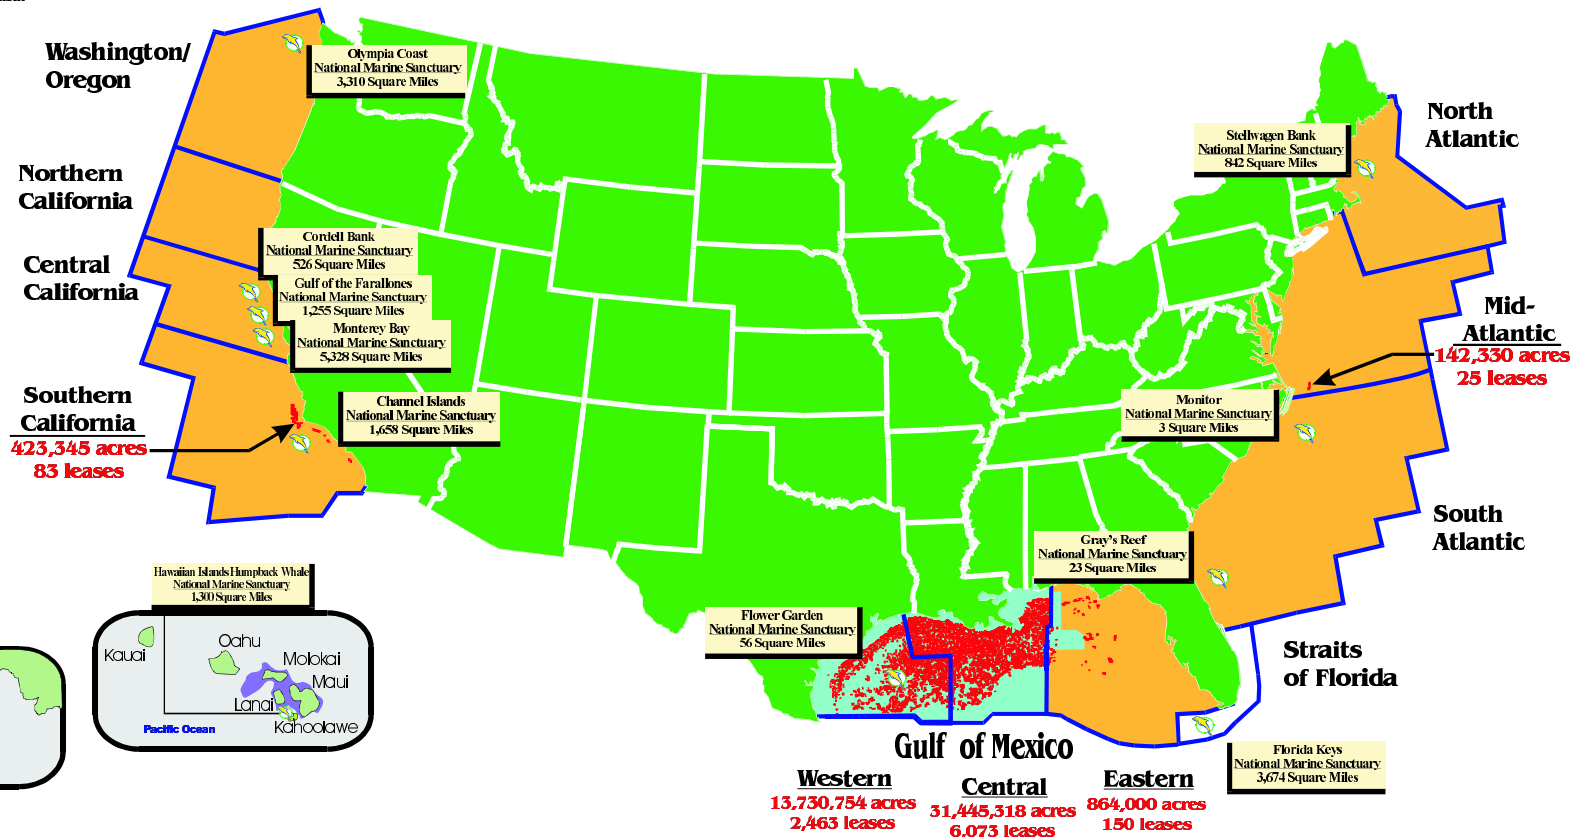 Washington/
Oregon
Olympia Coast
National Marine Sanctuary
3,310 Square Miles
North
Atlantic
Stellwagen Bank
National Marine Sanctuary
842 Square Miles
Northern
California
Cordell Bank
National Marine Sanctuary
526 Square Miles
Central
California
Gulf of the Farallones
National Marine Sanctuary
1,255 Square Miles
Monterey Bay
National Marine Sanctuary
5,328 Square Miles
Mid-
Atlantic
142,330 acres
25 leases
Southern
California
423,345 acres
83 leases
Channel Islands
National Marine Sanctuary
1,658 Square Miles
Monitor
National Marine Sanctuary
3 Square Miles
South
Atlantic
Gray's Reef
National Marine Sanctuary
23 Square Miles
Hawaiian Islands Humpback Whale
National Marine Sanctuary
1,300 Square Miles
Flower Garden
National Marine Sanctuary
56 Square Miles
Kauai
Oahu
Molokai
Maui
Lanai
Kahoolawe
Pacific Ocean
Straits
of Florida
Florida Keys
National Marine Sanctuary
3,674 Square Miles
Gulf of Mexico
Western
13,730,754 acres
2,463 leases
Central
31,445,318 acres
6,073 leases
Eastern
864,000 acres
150 leases